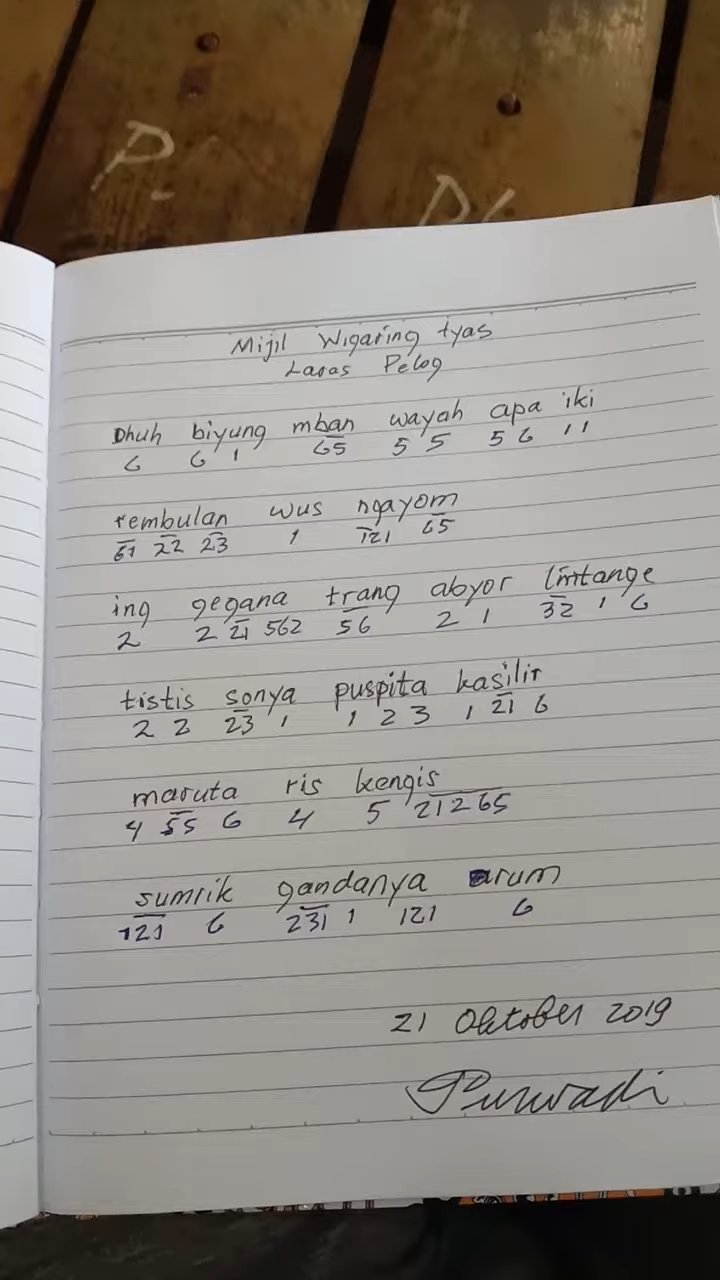 P.
Mijil Wigaring tyas
Laras Pelog
Dhuh biyung mban wayah apa iki
6 6 1 65 5 5 5 6 1 1
rembulan wus ngayom
61 22 23 1 121 65
ing gegana trang abyor lintange
2 2 21 562 56 2 1 32 1 6
tistis sonya puspita kasilir
2 2 23 1 1 2 3 1 21 6
maruta ris kengis
4 55 6 4 5 21265
sumrik gandanya arum
121 6 231 1 121 6
21 Oktober 2019
Purwadi